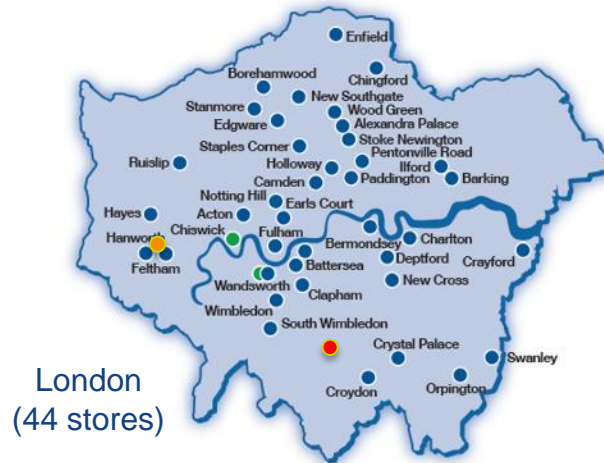 Enfield
Chingford
Borehamwood
New Southgate
Stanmore
Wood Green
Edgware
Alexandra Palace
Stoke Newington
Staples Corner
Pentonville Road
Ruislip
Holloway
Ilford
Camden
Paddington
Barking
Notting Hill
Hayes
Acton
Earls Court
Chiswick
Fulham
Hanworth
Bermondsey
Charlton
Feltham
Battersea
Deptford
Crayford
Wandsworth
Clapham
New Cross
Wimbledon
South Wimbledon
Crystal Palace
Swanley
Croydon
Orpington
London
(44 stores)